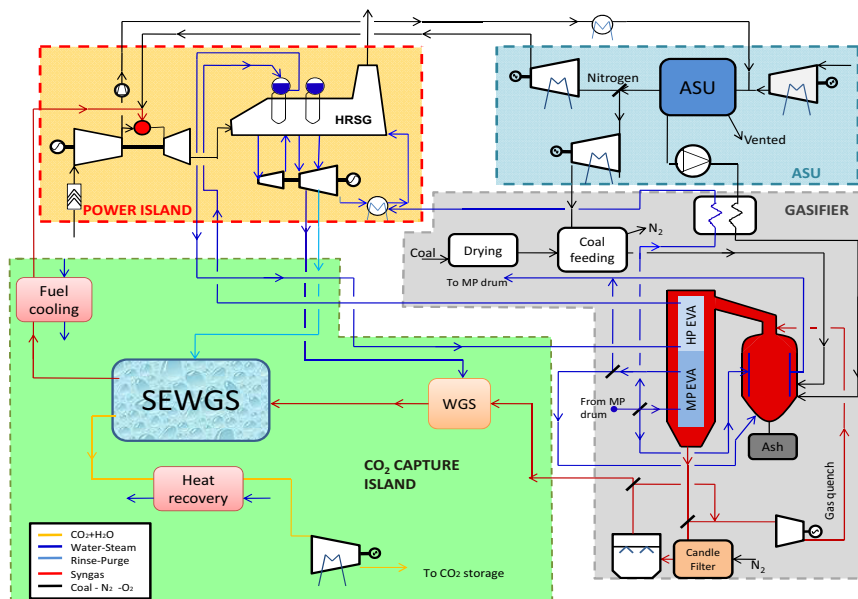 Nitrogen
ASU
HRSG
Vented
ASU
POWER ISLAND
GASIFIER
N2
Coal
Drying
Coal
feeding
To MP drum
Fuel
cooling
HP EVA
MP EVA
SEWGS
WGS
From MP
drum
Ash
CO2 CAPTURE
ISLAND
Heat
recovery
Gas quench
CO2+H2O
Water-Steam
Rinse-Purge
Syngas
Coal - N2 -O2
To CO2 storage
Candle
Filter
N2